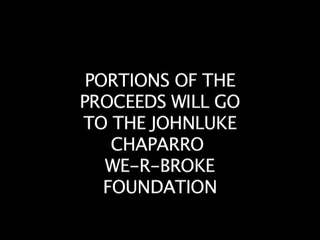 PORTIONS OF THE
PROCEEDS WILL GO
TO THE JOHNLUKE
CHAPARRO
WE-R-BROKE
FOUNDATION